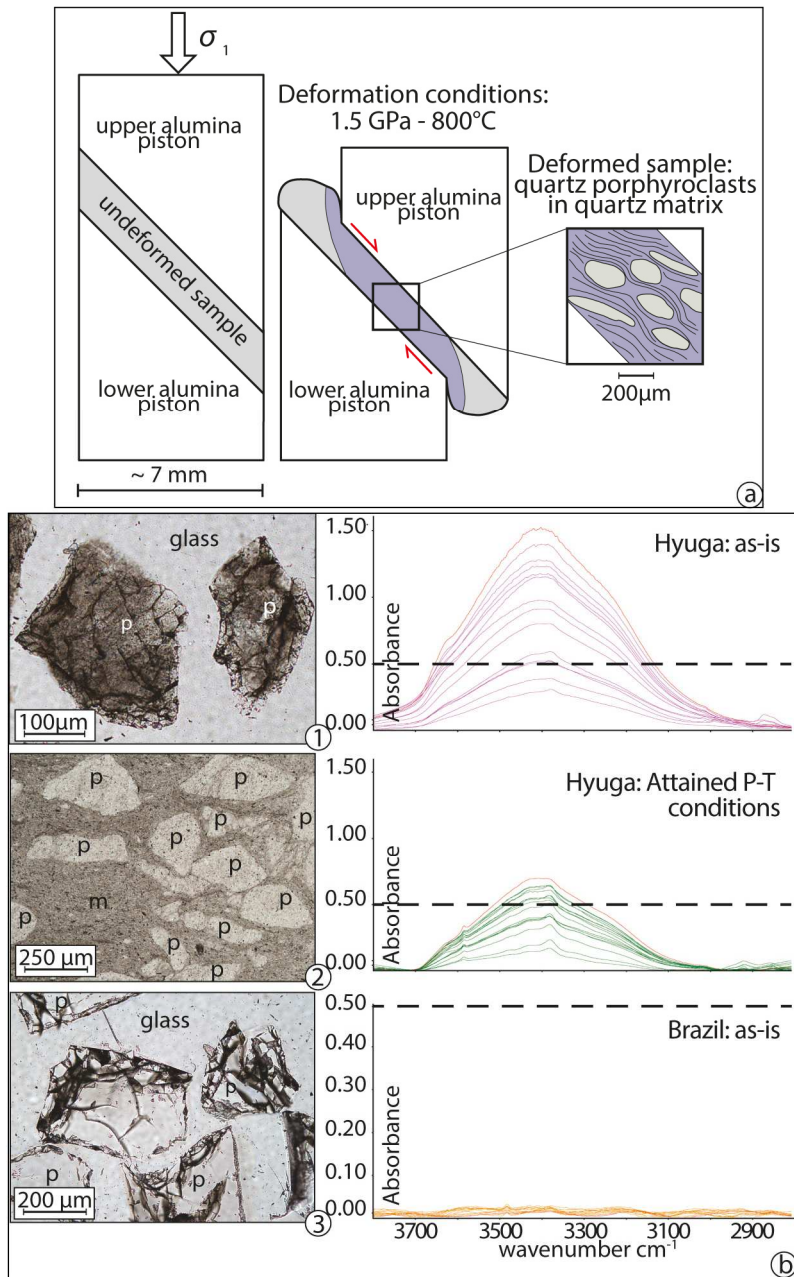 σ 1
upper alumina
piston
undeformed sample
lower alumina
piston
~ 7 mm
Deformation conditions:
1.5 GPa - 800°C
upper alumina
piston
lower alumina
piston
Deformed sample:
quartz porphyroclasts
in quartz matrix
200µm
a
glass
p
p
100µm
1
1.50
1.00
0.50
0.00
Absorbance
Hyuga: as-is
p
p
p
p
p
p
p
p
m
p
p
p
p
p
250 µm
2
1.50
1.00
0.50
0.00
Absorbance
Hyuga: Attained P-T
conditions
p
glass
p
p
p
200 µm
3
0.50
0.40
0.30
0.20
0.10
0.00
Absorbance
Brazil: as-is
3700 3500 3300 3100 2900
wavenumber cm-1
b